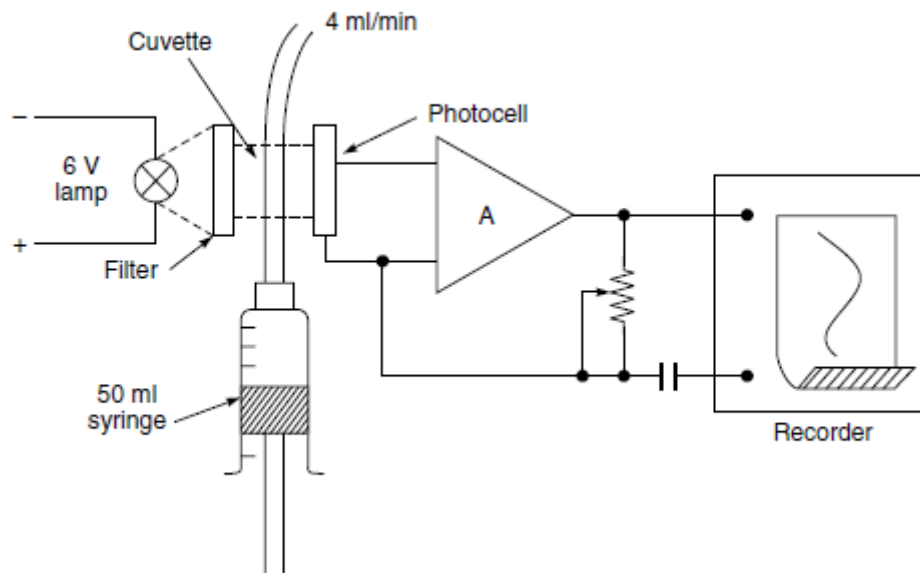 4 ml/min
Cuvette
Photocell
–
6 V
lamp
+
A
Filter
50 ml
syringe
Recorder